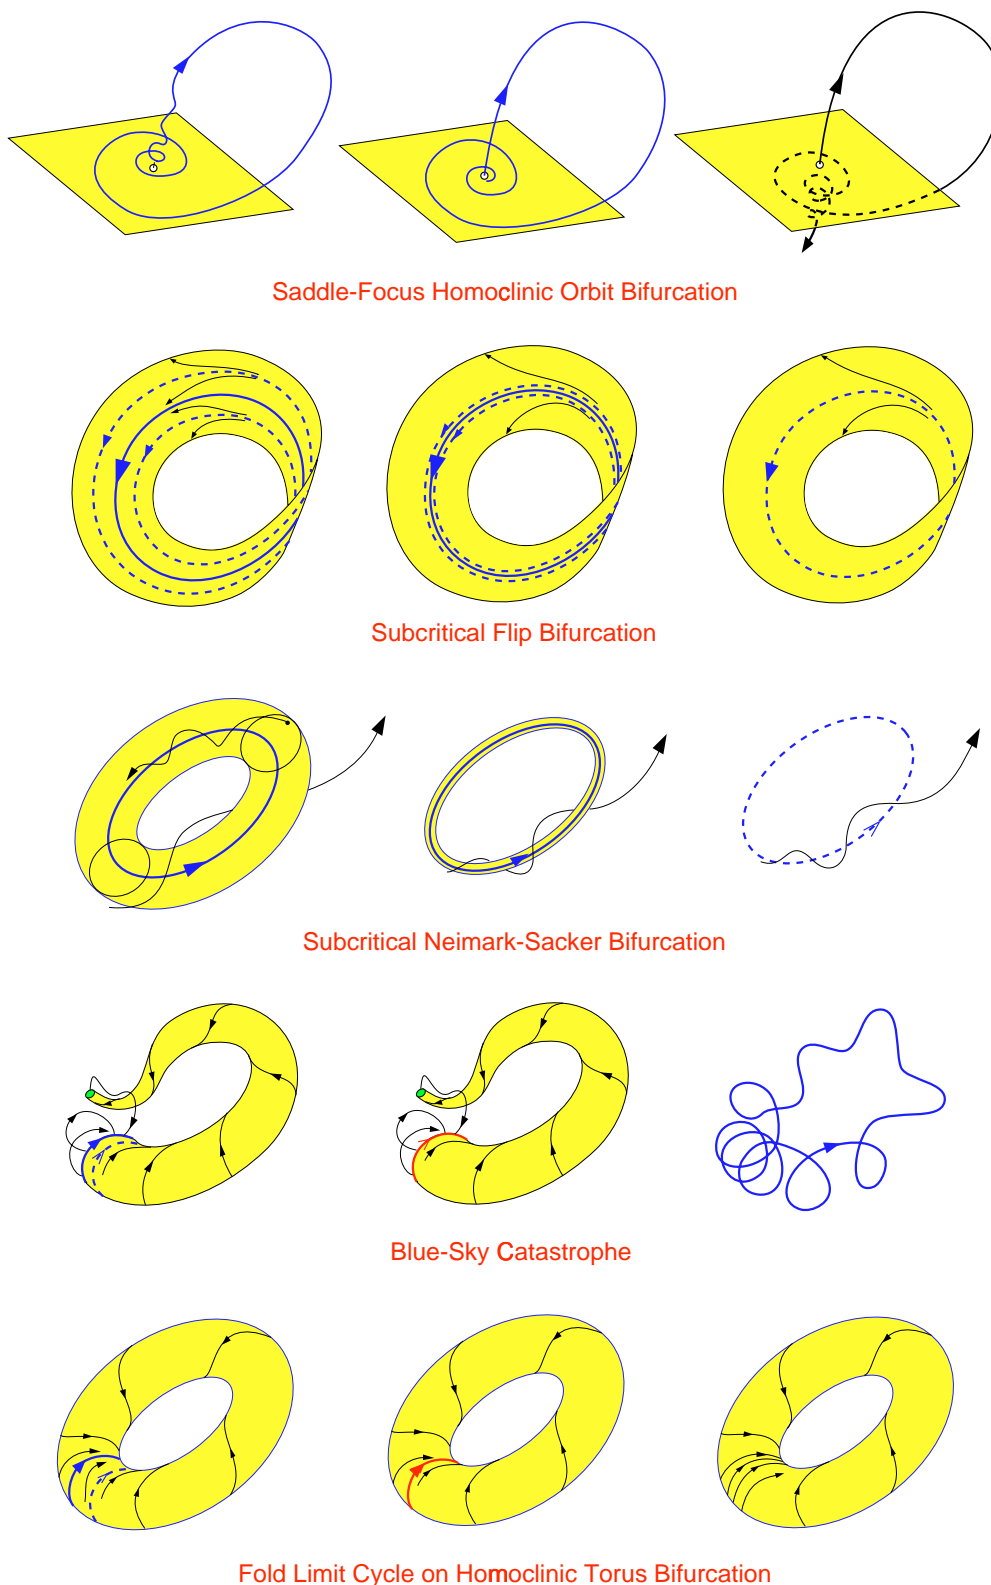 Saddle-Focus Homoclinic Orbit Bifurcation
Subcritical Flip Bifurcation
Subcritical Neimark-Sacker Bifurcation
Blue-Sky Catastrophe
Fold Limit Cycle on Homoclinic Torus Bifurcation